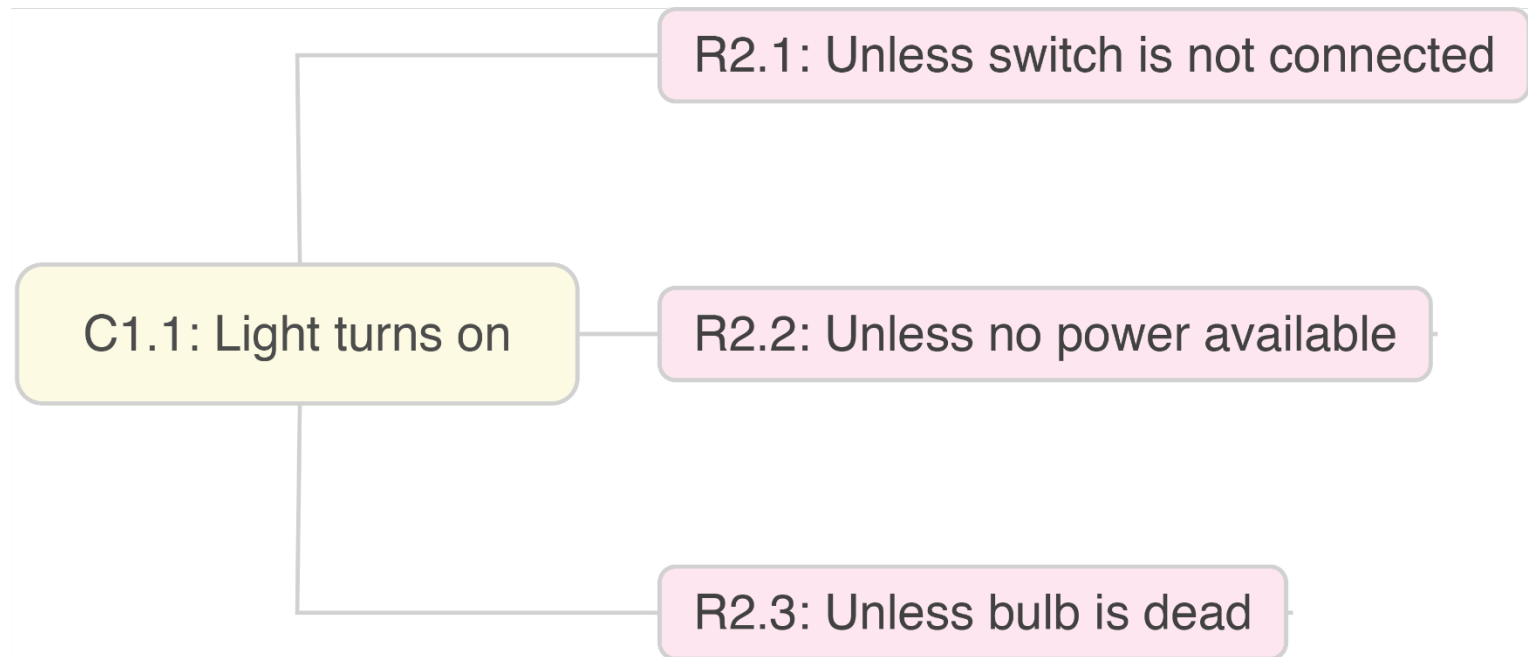 R2.1: Unless switch is not connected
C1.1: Light turns on
R2.2: Unless no power available
R2.3: Unless bulb is dead